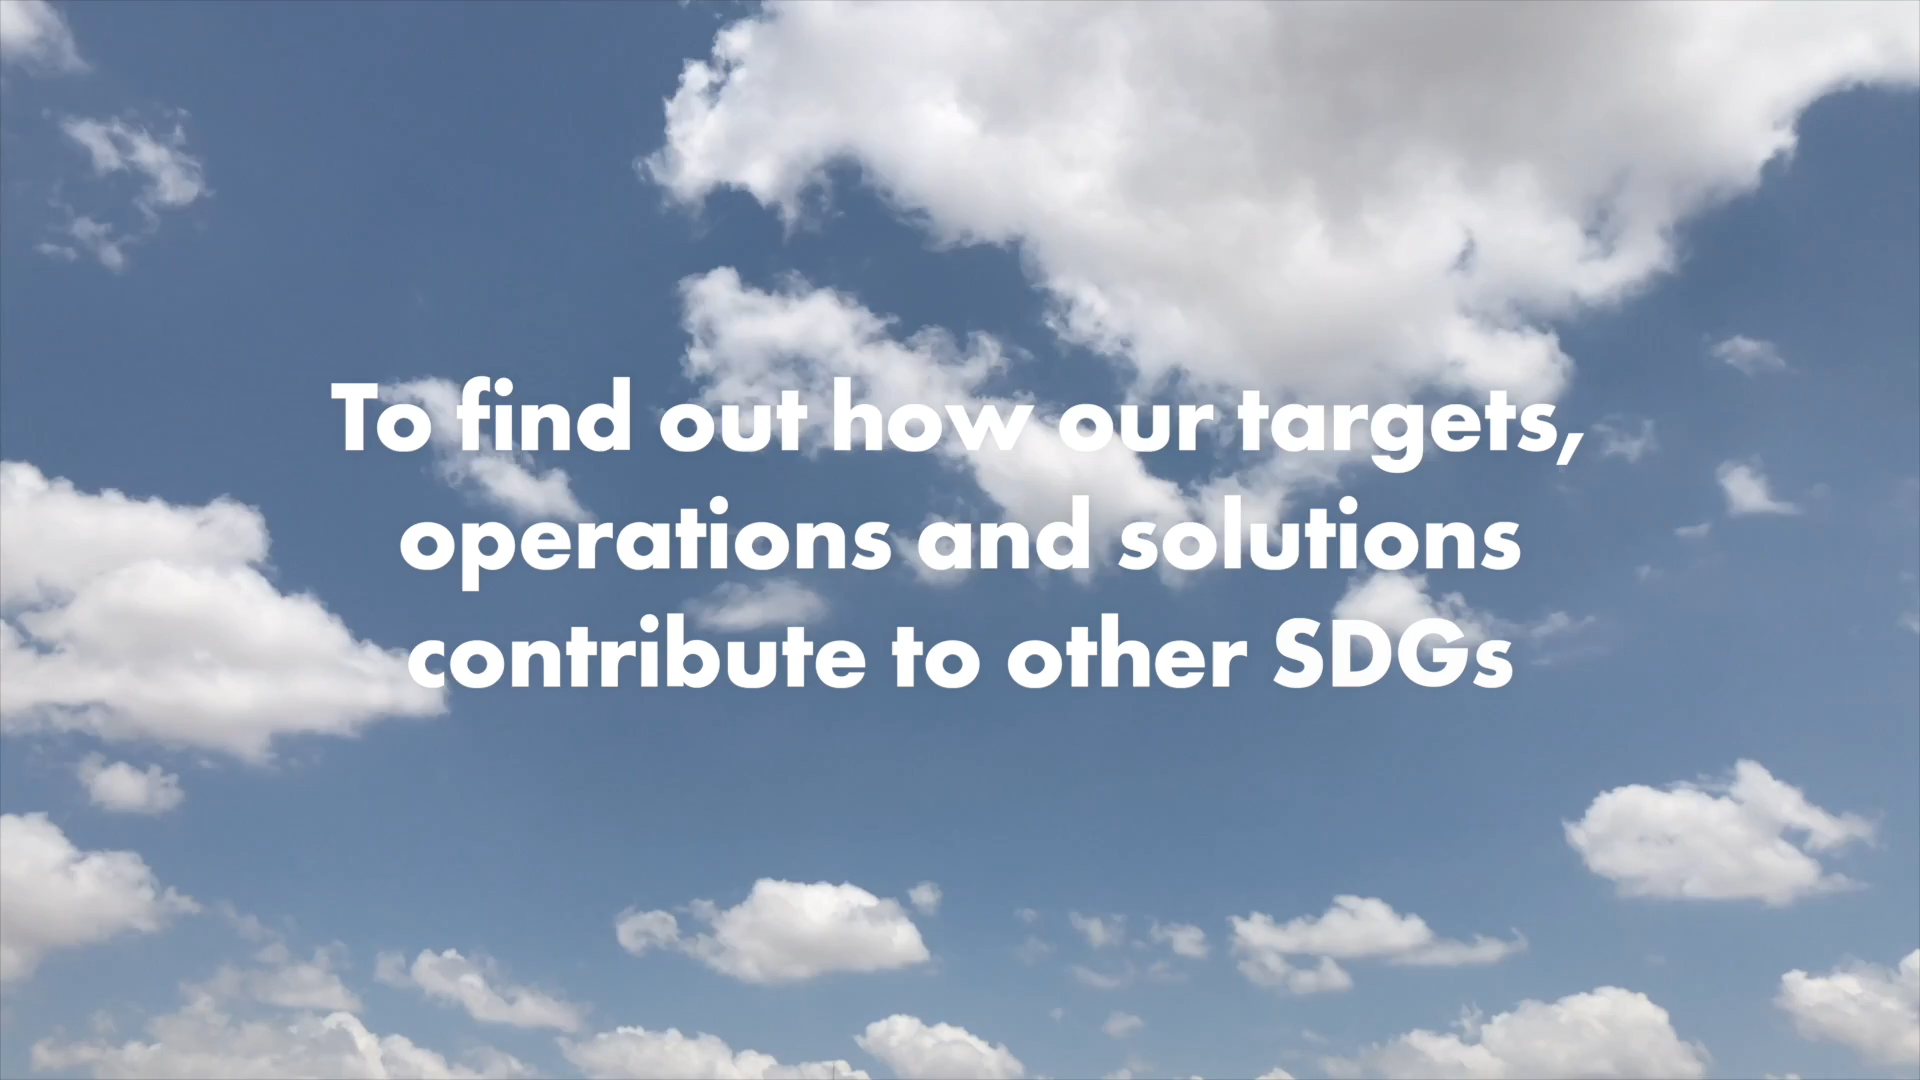 To find out how our targets,
operations and solutions
contribute to other SDGs